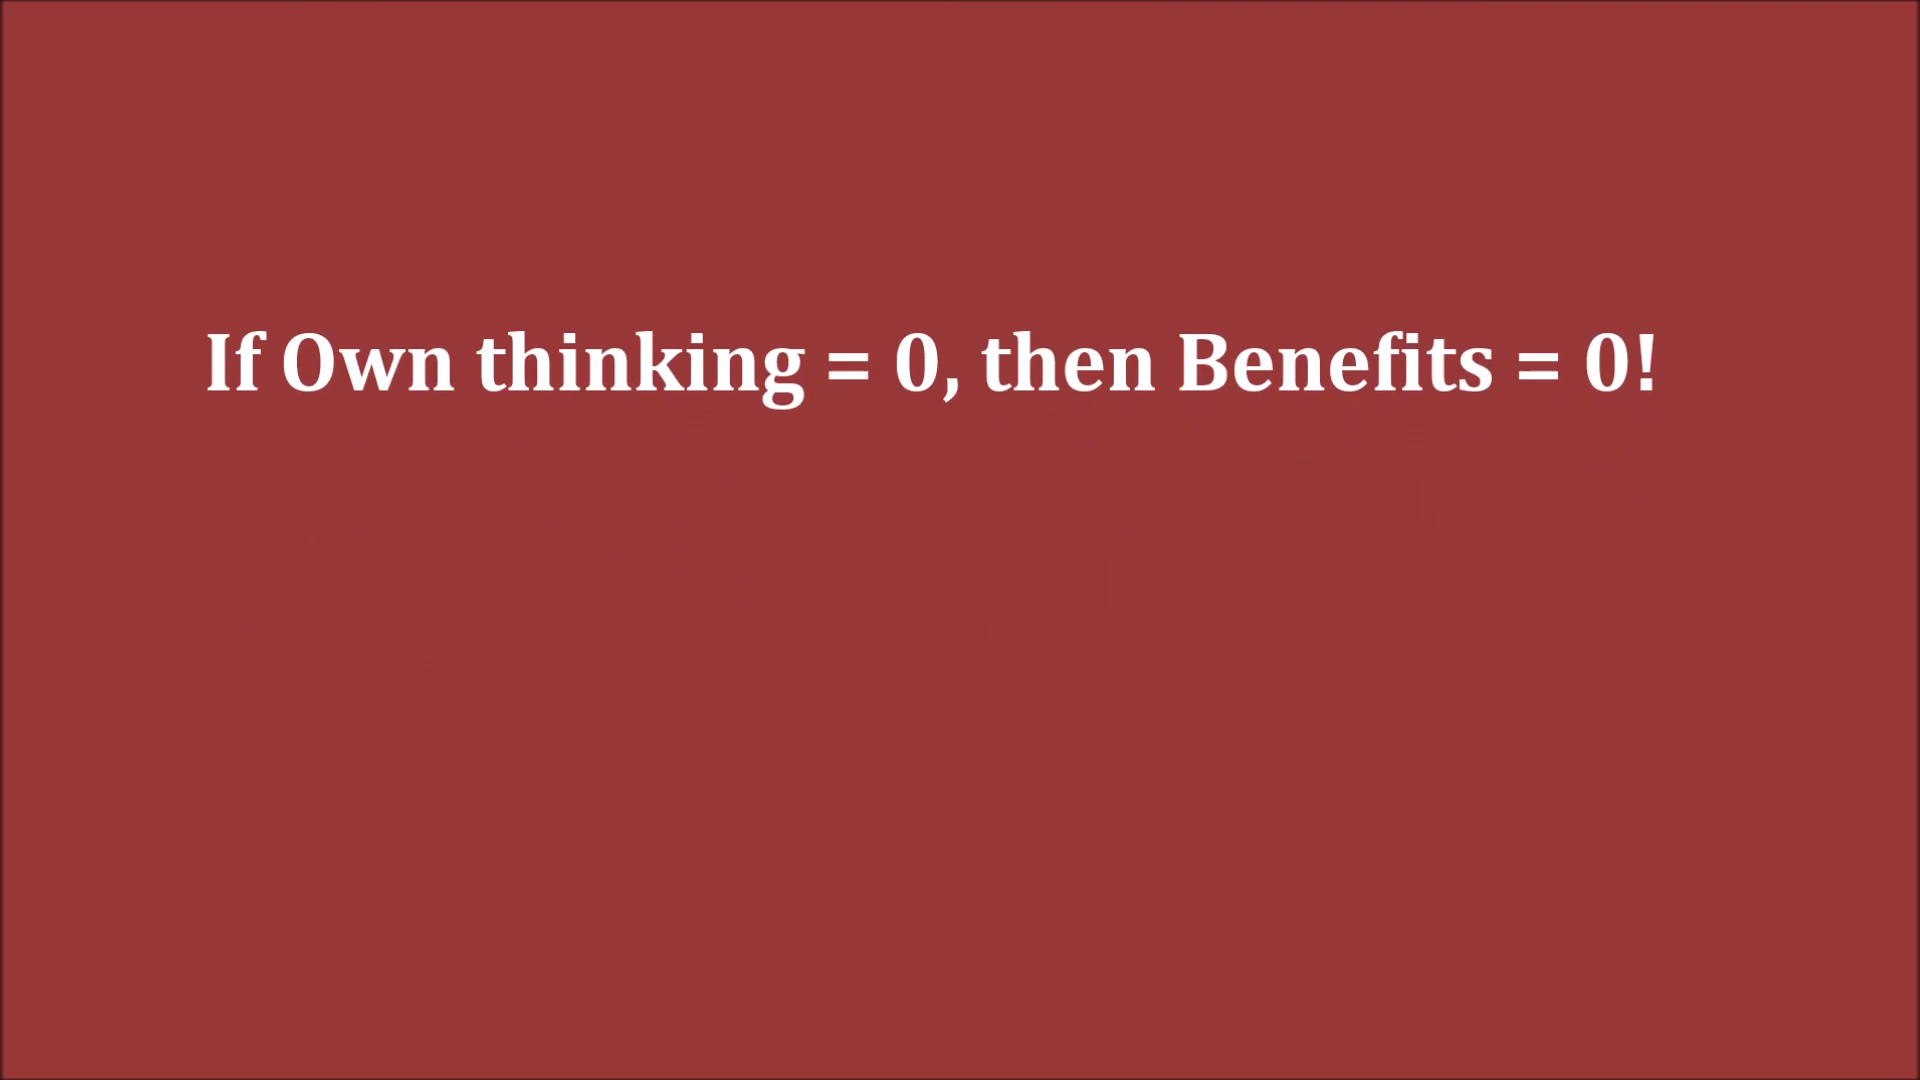 If Own thinking = 0, then Benefits = 0!